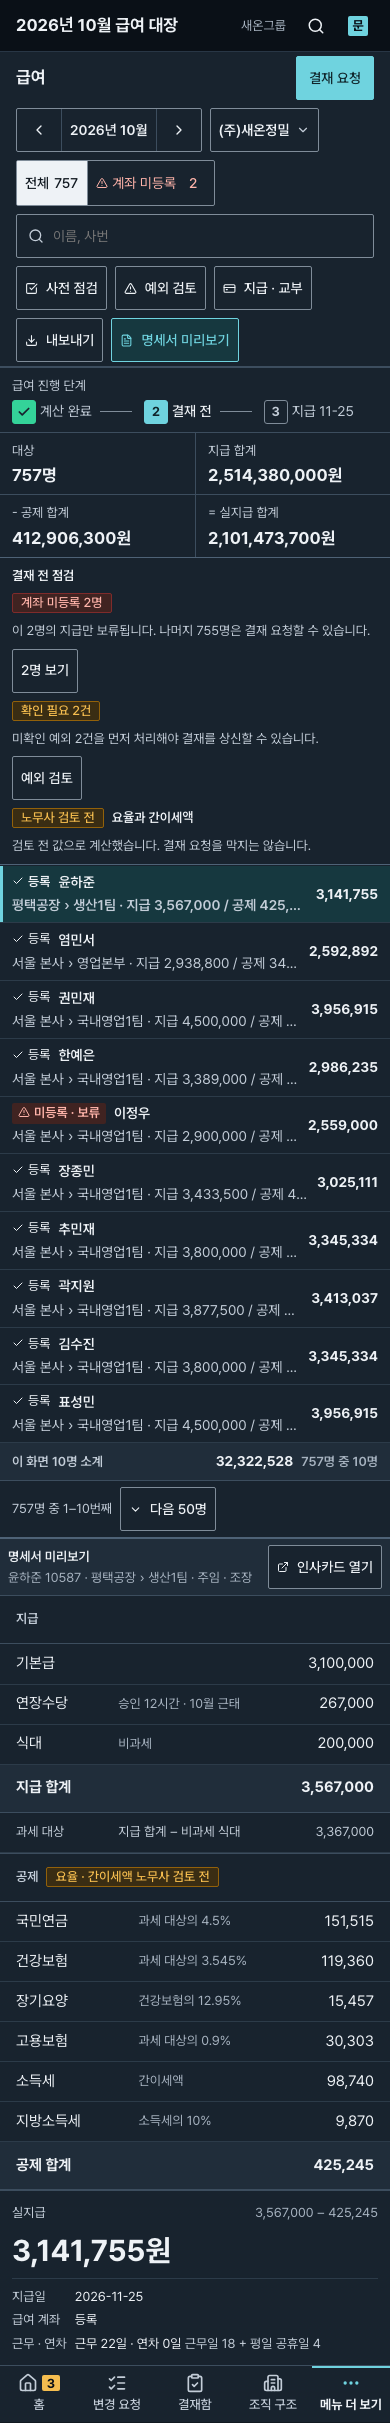 2026년 10월 급여 대장 새온그룹 문
급여 결재 요청
2026년 10월 (주)새온정밀
전체 757 계좌 미등록 2
이름, 사번
사전 점검 예외 검토 지급 · 교부
내보내기 명세서 미리보기
급여 진행 단계
계산 완료 2 결재 전 3 지급 11-25
대상 지급 합계
757명 2,514,380,000원
- 공제 합계 = 실지급 합계
412,906,300원 2,101,473,700원
결재 전 점검
계좌 미등록 2명
이 2명의 지급만 보류됩니다. 나머지 755명은 결재 요청할 수 있습니다.
2명 보기
확인 필요 2건
미확인 예외 2건을 먼저 처리해야 결재를 상신할 수 있습니다.
예외 검토
노무사 검토 전 요율과 간이세액
검토 전 값으로 계산했습니다. 결재 요청을 막지는 않습니다.
등록 윤하준 3,141,755
평택공장 › 생산1팀 · 지급 3,567,000 / 공제 425,...
등록 염민서 2,592,892
서울 본사 › 영업본부 · 지급 2,938,800 / 공제 34...
등록 권민재 3,956,915
서울 본사 › 국내영업1팀 · 지급 4,500,000 / 공제 ...
등록 한예은 2,986,235
서울 본사 › 국내영업1팀 · 지급 3,389,000 / 공제 ...
미등록 · 보류 이정우 2,559,000
서울 본사 › 국내영업1팀 · 지급 2,900,000 / 공제 ...
등록 장종민 3,025,111
서울 본사 › 국내영업1팀 · 지급 3,433,500 / 공제 4...
등록 추민재 3,345,334
서울 본사 › 국내영업1팀 · 지급 3,800,000 / 공제 ...
등록 곽지원 3,413,037
서울 본사 › 국내영업1팀 · 지급 3,877,500 / 공제 ...
등록 김수진 3,345,334
서울 본사 › 국내영업1팀 · 지급 3,800,000 / 공제 ...
등록 표성민 3,956,915
서울 본사 › 국내영업1팀 · 지급 4,500,000 / 공제 ...
이 화면 10명 소계 32,322,528 757명 중 10명
757명 중 1–10번째 다음 50명
명세서 미리보기 인사카드 열기
윤하준 10587 · 평택공장 › 생산1팀 · 주임 · 조장
지급
기본급 3,100,000
연장수당 승인 12시간 · 10월 근태 267,000
식대 비과세 200,000
지급 합계 3,567,000
과세 대상 지급 합계 − 비과세 식대 3,367,000
공제 요율 · 간이세액 노무사 검토 전
국민연금 과세 대상의 4.5% 151,515
건강보험 과세 대상의 3.545% 119,360
장기요양 건강보험의 12.95% 15,457
고용보험 과세 대상의 0.9% 30,303
소득세 간이세액 98,740
지방소득세 소득세의 10% 9,870
공제 합계 425,245
실지급 3,567,000 − 425,245
3,141,755원
지급일 2026-11-25
급여 계좌 등록
근무 · 연차 근무 22일 · 연차 0일 근무일 18 + 평일 공휴일 4
3
홈 변경 요청 결재함 조직 구조 메뉴 더 보기